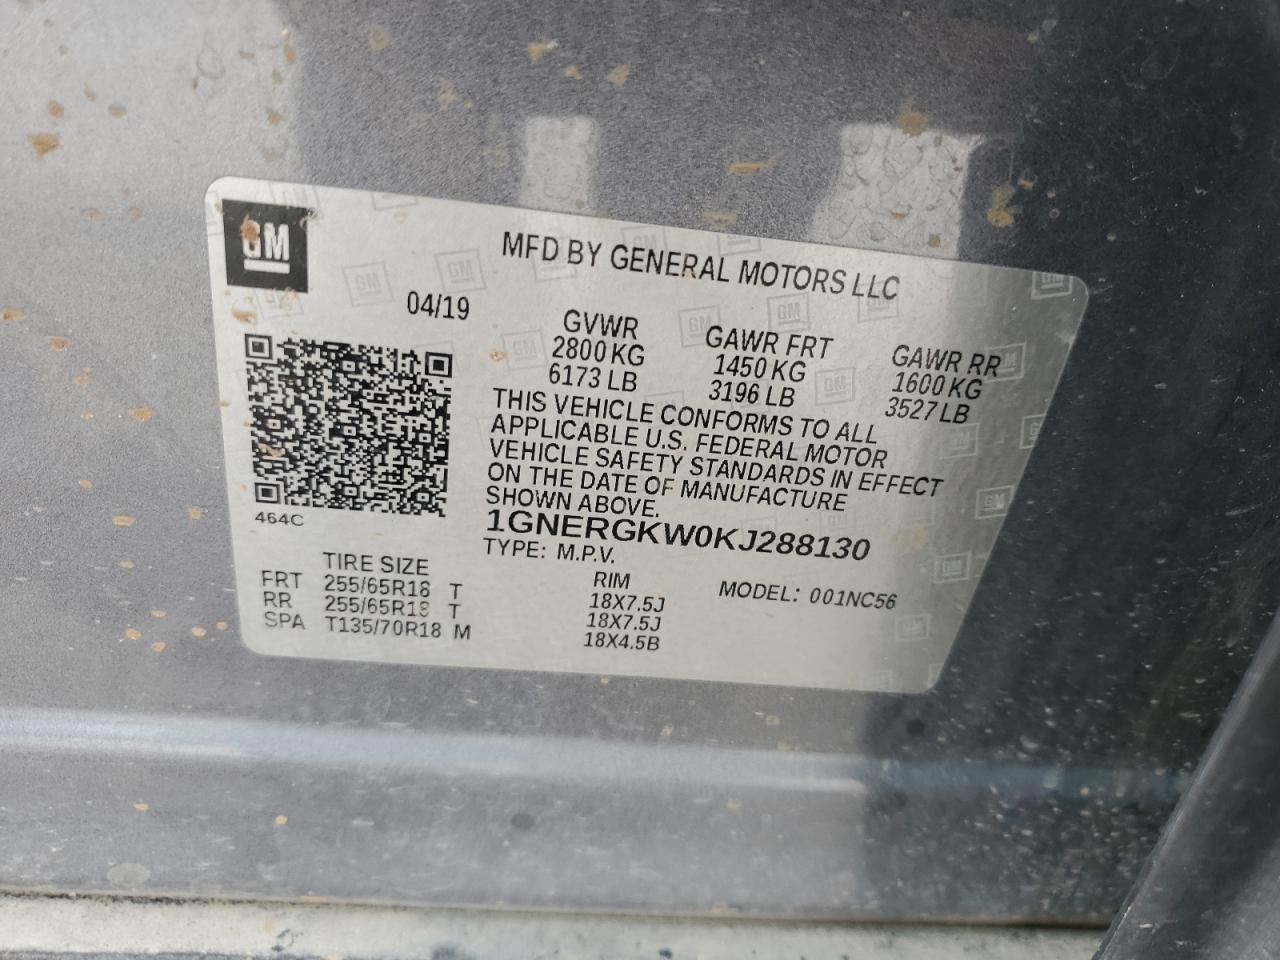 GM
MFD BY GENERAL MOTORS LLC
04/19
GVWR GAWR FRT GAWR RR
2800 KG 1450 KG 1600 KG
6173 LB 3196 LB 3527 LB
THIS VEHICLE CONFORMS TO ALL
APPLICABLE U.S. FEDERAL MOTOR
VEHICLE SAFETY STANDARDS IN EFFECT
ON THE DATE OF MANUFACTURE
SHOWN ABOVE.
464C
1GNERGKW0KJ288130
TYPE: M.P.V.
TIRE SIZE RIM MODEL: 001NC56
FRT 255/65R18 T 18X7.5J
RR 255/65R18 T 18X7.5J
SPA T135/70R18 M 18X4.5B